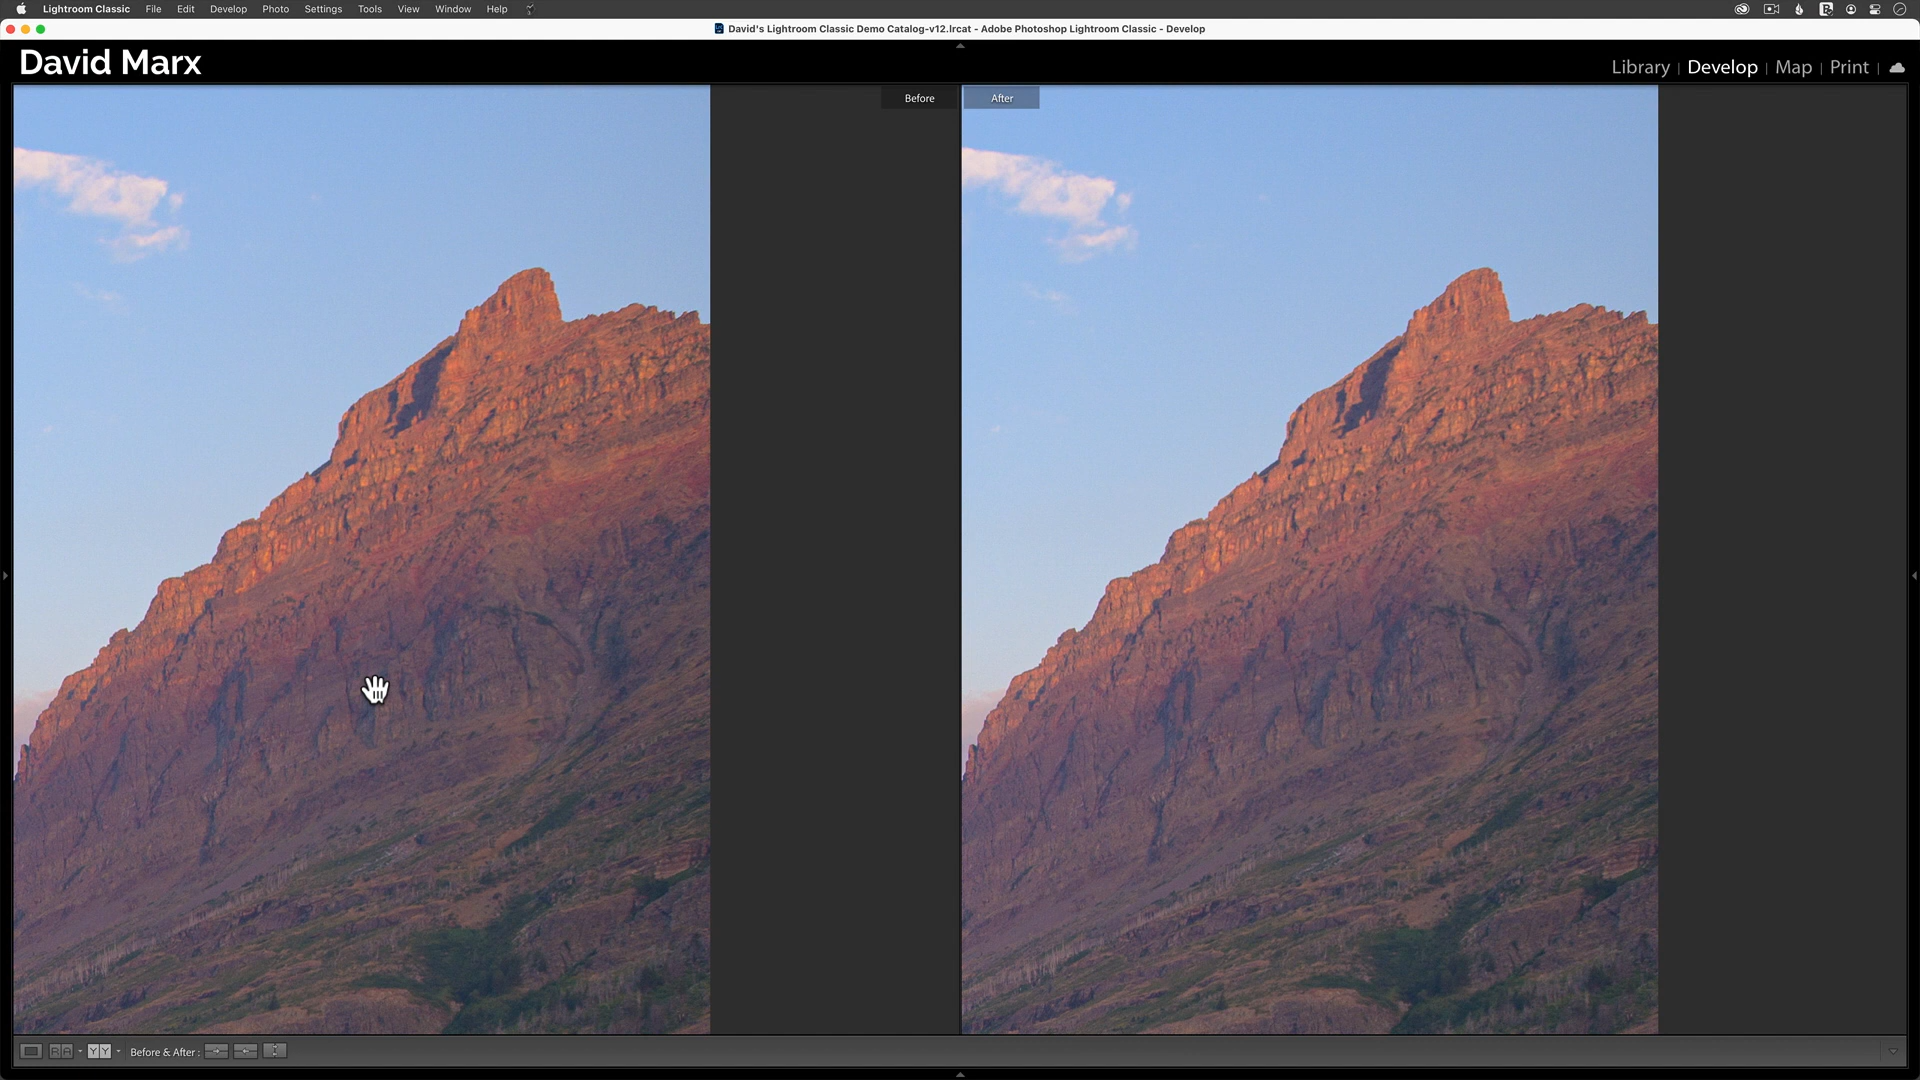 Lightroom Classic File Edit Develop Photo Settings Tools View Window Help
David's Lightroom Classic Demo Catalog-v12.lrcat - Adobe Photoshop Lightroom Classic - Develop
David Marx
Library | Develop | Map | Print |
Before After
R A Y Y Before & After :